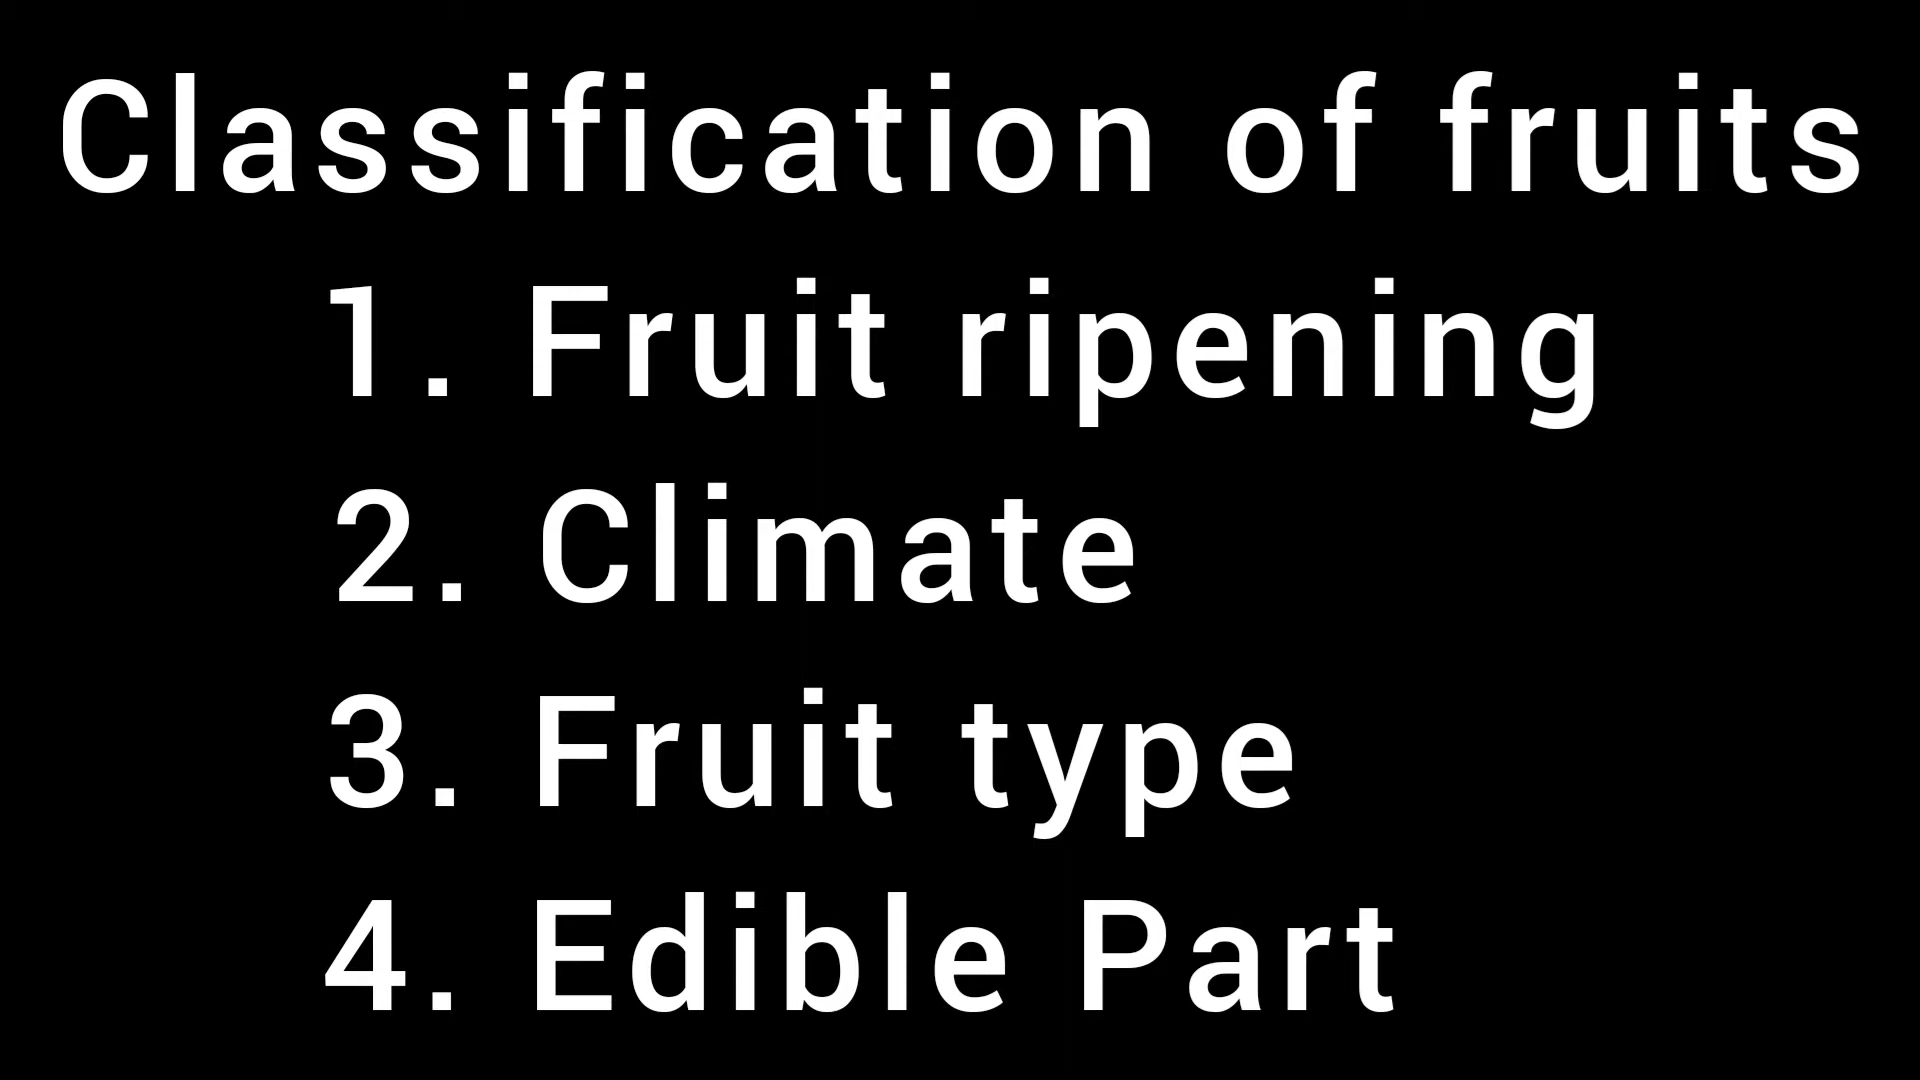 Classification of fruits
1. Fruit ripening
2. Climate
3. Fruit type
4. Edible Part